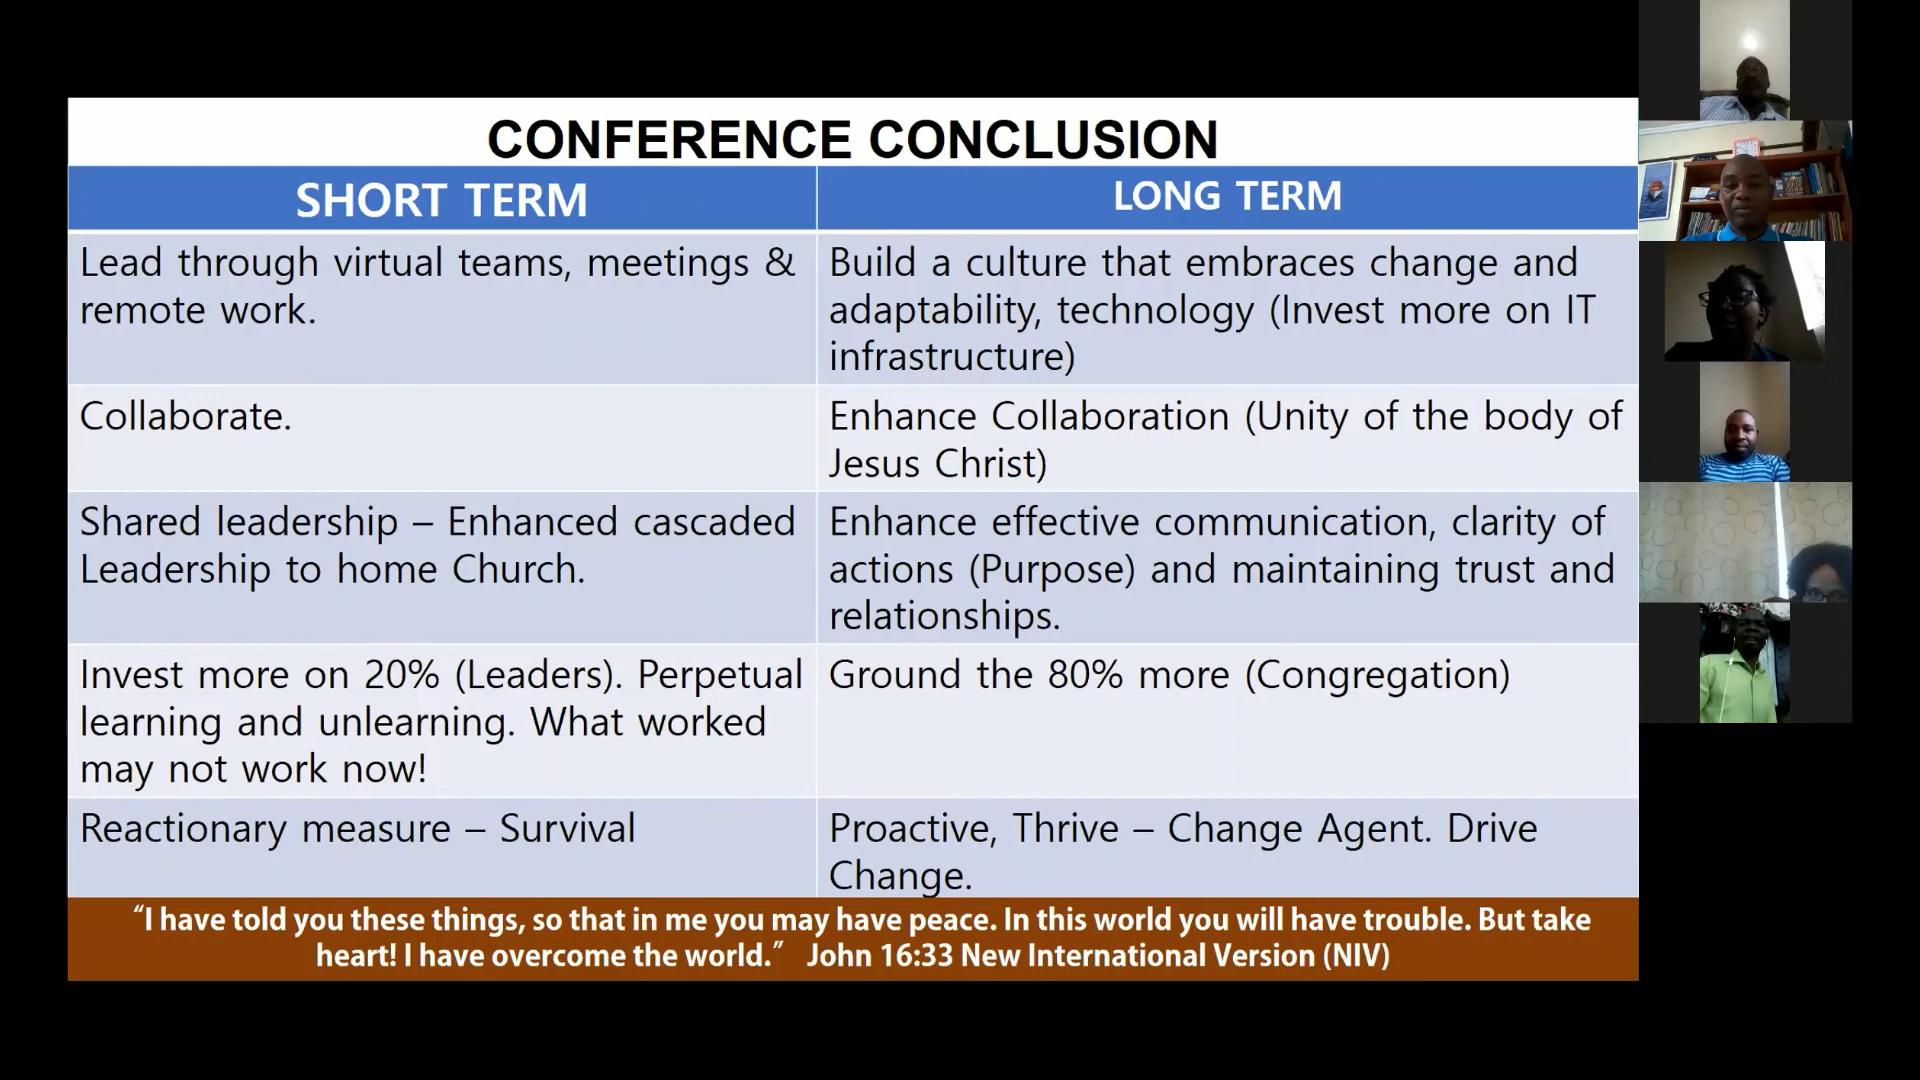 CONFERENCE CONCLUSION
SHORT TERM
LONG TERM
Lead through virtual teams, meetings &
remote work.
Build a culture that embraces change and
adaptability, technology (Invest more on IT
infrastructure)
Collaborate.
Enhance Collaboration (Unity of the body of
Jesus Christ)
Shared leadership – Enhanced cascaded
Leadership to home Church.
Enhance effective communication, clarity of
actions (Purpose) and maintaining trust and
relationships.
Invest more on 20% (Leaders). Perpetual
learning and unlearning. What worked
may not work now!
Ground the 80% more (Congregation)
Reactionary measure – Survival
Proactive, Thrive – Change Agent. Drive
Change.
“I have told you these things, so that in me you may have peace. In this world you will have trouble. But take
heart! I have overcome the world.” John 16:33 New International Version (NIV)